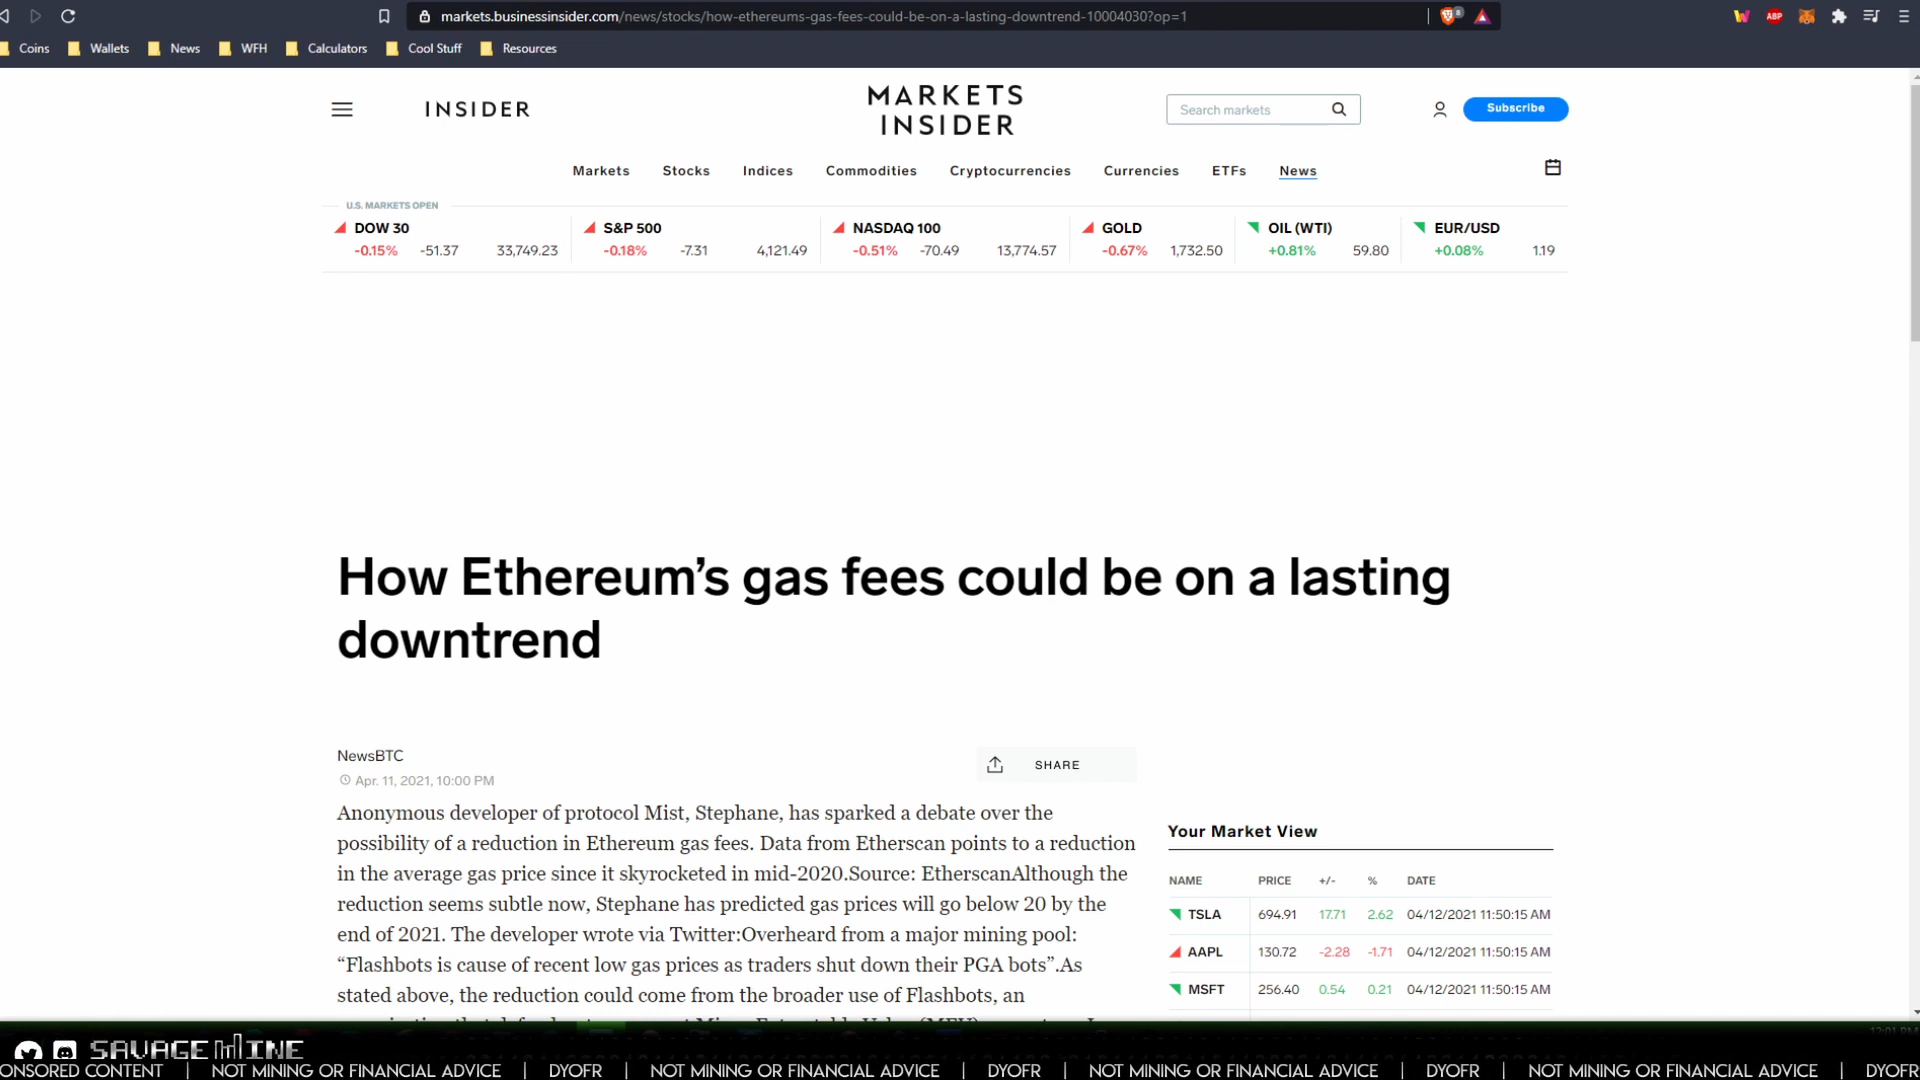 markets.businessinsider.com/news/stocks/how-ethereums-gas-fees-could-be-on-a-lasting-downtrend-10004030?op=1
8
ABP
Coins Wallets News WFH Calculators Cool Stuff Resources
INSIDER
MARKETS
INSIDER
Search markets
Subscribe
Markets Stocks Indices Commodities Cryptocurrencies Currencies ETFs News
U.S. MARKETS OPEN
DOW 30 S&P 500 NASDAQ 100 GOLD OIL (WTI) EUR/USD
-0.15% -51.37 33,749.23 -0.18% -7.31 4,121.49 -0.51% -70.49 13,774.57 -0.67% 1,732.50 +0.81% 59.80 +0.08% 1.19
How Ethereum’s gas fees could be on a lasting
downtrend
NewsBTC
Apr. 11, 2021, 10:00 PM
SHARE
Anonymous developer of protocol Mist, Stephane, has sparked a debate over the
possibility of a reduction in Ethereum gas fees. Data from Etherscan points to a reduction
in the average gas price since it skyrocketed in mid-2020.Source: EtherscanAlthough the
reduction seems subtle now, Stephane has predicted gas prices will go below 20 by the
end of 2021. The developer wrote via Twitter:Overheard from a major mining pool:
“Flashbots is cause of recent low gas prices as traders shut down their PGA bots”.As
stated above, the reduction could come from the broader use of Flashbots, an
Your Market View
NAME PRICE +/- % DATE
TSLA 694.91 17.71 2.62 04/12/2021 11:50:15 AM
AAPL 130.72 -2.28 -1.71 04/12/2021 11:50:15 AM
MSFT 256.40 0.54 0.21 04/12/2021 11:50:15 AM
SAVAGE MINE
ONSORED CONTENT | NOT MINING OR FINANCIAL ADVICE | DYOFR | NOT MINING OR FINANCIAL ADVICE | DYOFR | NOT MINING OR FINANCIAL ADVICE | DYOFR | NOT MINING OR FINANCIAL ADVICE | DYOFR